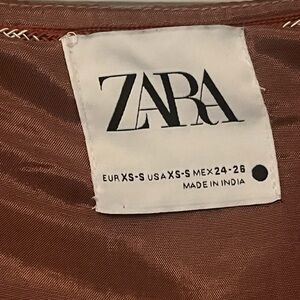 ZARA
EUR XS-S USA XS-S MEX 24-26
MADE IN INDIA